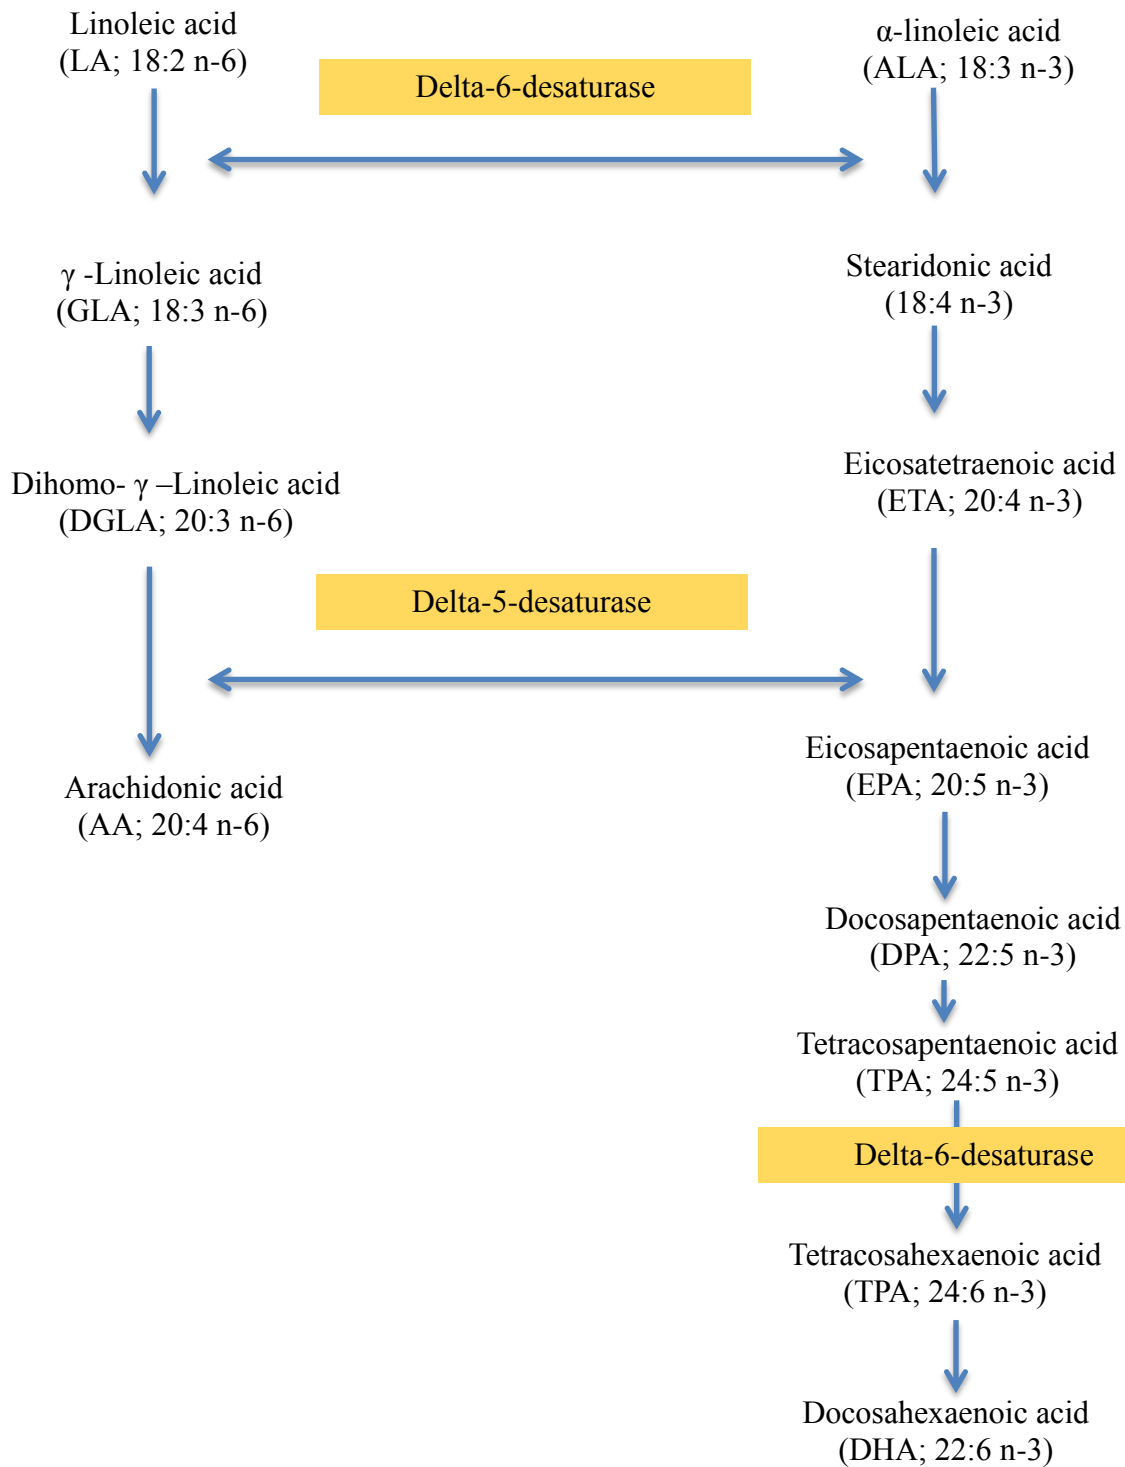 Linoleic acid
(LA; 18:2 n-6)
α-linoleic acid
(ALA; 18:3 n-3)
Delta-6-desaturase
γ -Linoleic acid
(GLA; 18:3 n-6)
Stearidonic acid
(18:4 n-3)
Dihomo- γ –Linoleic acid
(DGLA; 20:3 n-6)
Eicosatetraenoic acid
(ETA; 20:4 n-3)
Delta-5-desaturase
Arachidonic acid
(AA; 20:4 n-6)
Eicosapentaenoic acid
(EPA; 20:5 n-3)
Docosapentaenoic acid
(DPA; 22:5 n-3)
Tetracosapentaenoic acid
(TPA; 24:5 n-3)
Delta-6-desaturase
Tetracosahexaenoic acid
(TPA; 24:6 n-3)
Docosahexaenoic acid
(DHA; 22:6 n-3)